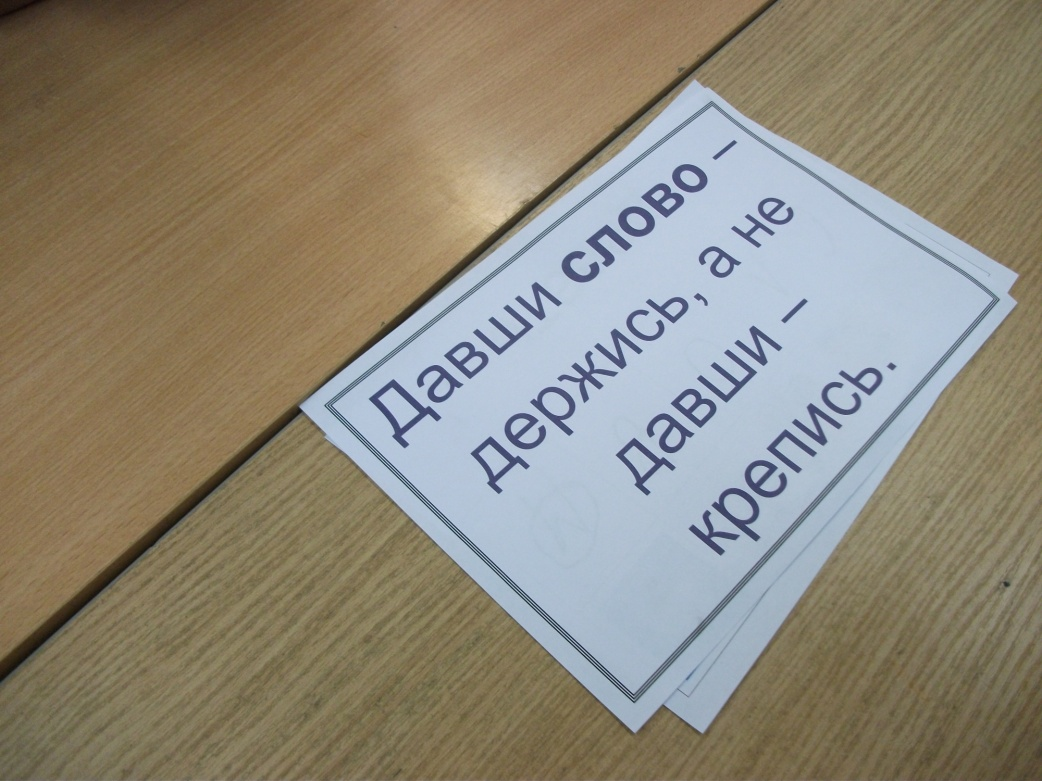 Давши слово –
держись, а не
давши –
крепись.